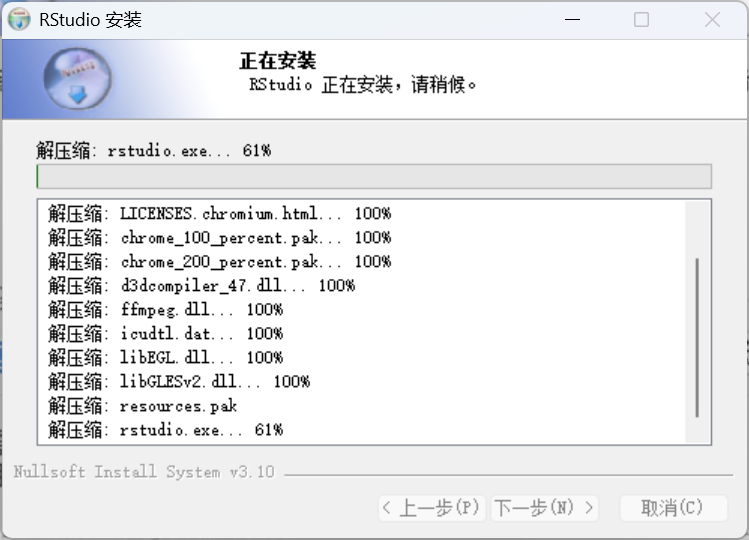 RStudio 安装
正在安装
RStudio 正在安装，请稍候。
解压缩: rstudio.exe... 61%
解压缩: LICENSES.chromium.html... 100%
解压缩: chrome_100_percent.pak... 100%
解压缩: chrome_200_percent.pak... 100%
解压缩: d3dcompiler_47.dll... 100%
解压缩: ffmpeg.dll... 100%
解压缩: icudtl.dat... 100%
解压缩: libEGL.dll... 100%
解压缩: libGLESv2.dll... 100%
解压缩: resources.pak
解压缩: rstudio.exe... 61%
Nullsoft Install System v3.10
< 上一步(P) 下一步(N) > 取消(C)